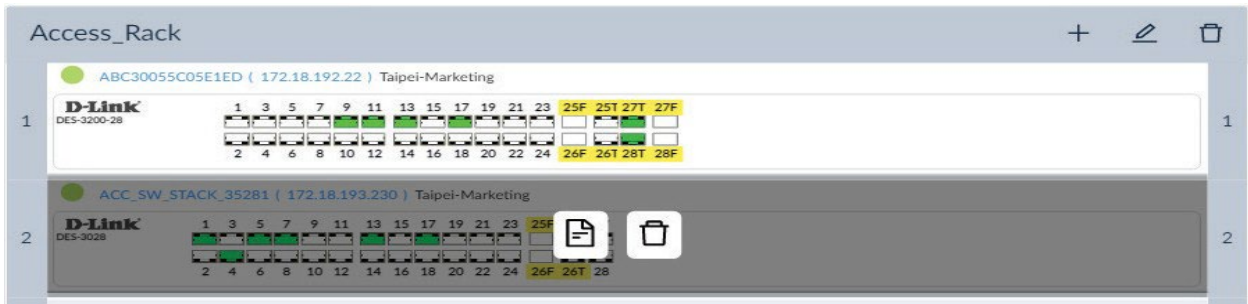 Access_Rack
ABC30055C05E1ED ( 172.18.192.22 ) Taipei-Marketing
1 D-Link 1 3 5 7 9 11 13 15 17 19 21 23 25F 25T 27T 27F 1
DES-3200-28
2 4 6 8 10 12 14 16 18 20 22 24 26F 26T 28T 28F
ACC_SW_STACK_35281 ( 172.18.193.230 ) Taipei-Marketing
2 D-Link 1 3 5 7 9 11 13 15 17 19 21 23 25F 2
DES-3028
2 4 6 8 10 12 14 16 18 20 22 24 26F 26T 28